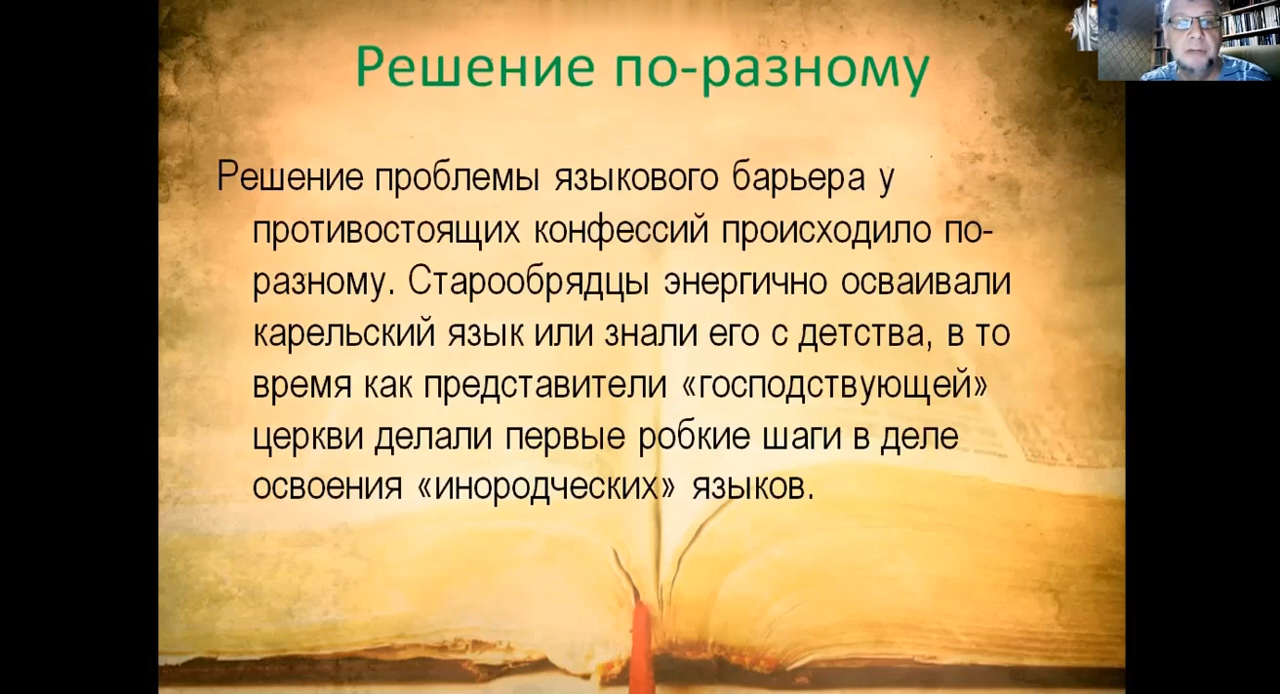 Решение по-разному
Решение проблемы языкового барьера у
противостоящих конфессий происходило по-
разному. Старообрядцы энергично осваивали
карельский язык или знали его с детства, в то
время как представители «господствующей»
церкви делали первые робкие шаги в деле
освоения «инородческих» языков.